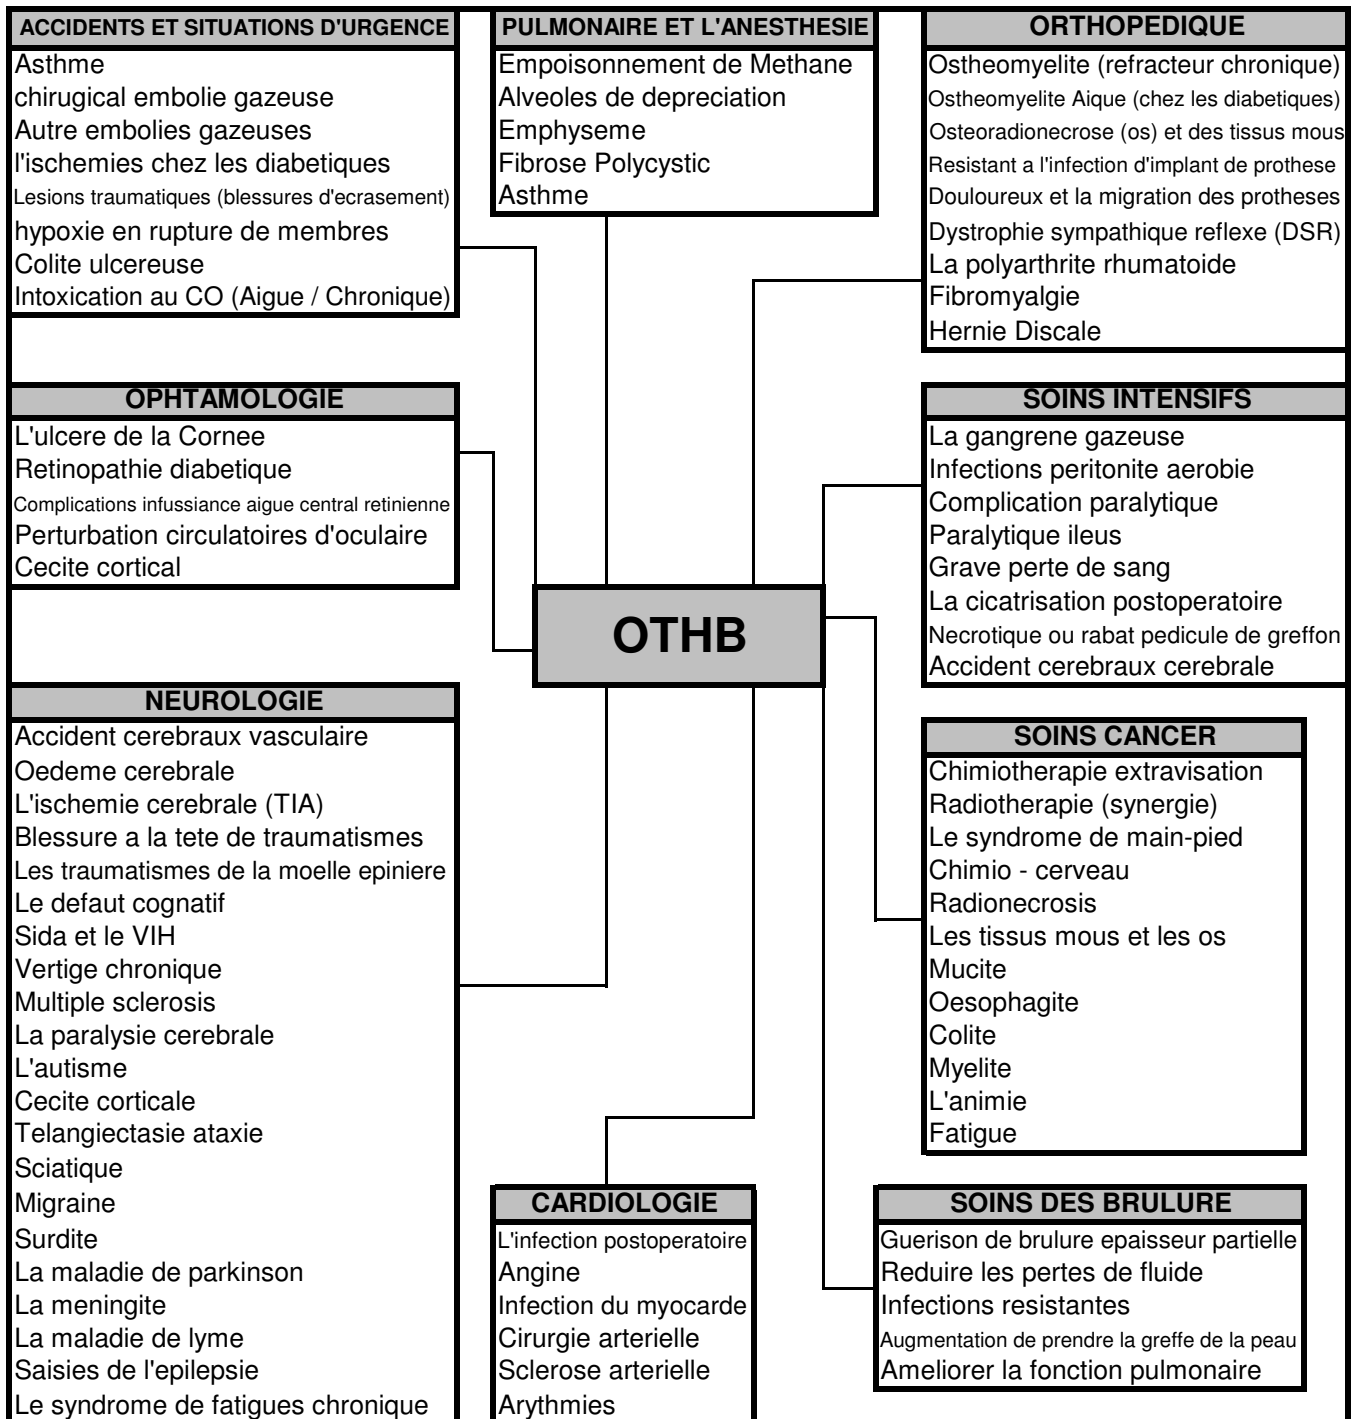 ACCIDENTS ET SITUATIONS D'URGENCE
Asthme
chirugical embolie gazeuse
Autre embolies gazeuses
l'ischemies chez les diabetiques
Lesions traumatiques (blessures d'ecrasement)
hypoxie en rupture de membres
Colite ulcereuse
Intoxication au CO (Aigue / Chronique)
PULMONAIRE ET L'ANESTHESIE
Empoisonnement de Methane
Alveoles de depreciation
Emphyseme
Fibrose Polycystic
Asthme
ORTHOPEDIQUE
Ostheomyelite (refracteur chronique)
Ostheomyelite Aique (chez les diabetiques)
Osteoradionecrose (os) et des tissus mous
Resistant a l'infection d'implant de prothese
Douloureux et la migration des protheses
Dystrophie sympathique reflexe (DSR)
La polyarthrite rhumatoide
Fibromyalgie
Hernie Discale
OPHTAMOLOGIE
L'ulcere de la Cornee
Retinopathie diabetique
Complications infussiance aigue central retinienne
Perturbation circulatoires d'oculaire
Cecite cortical
SOINS INTENSIFS
La gangrene gazeuse
Infections peritonite aerobie
Complication paralytique
Paralytique ileus
Grave perte de sang
La cicatrisation postoperatoire
Necrotique ou rabat pedicule de greffon
Accident cerebraux cerebrale
OTHB
NEUROLOGIE
Accident cerebraux vasculaire
Oedeme cerebrale
L'ischemie cerebrale (TIA)
Blessure a la tete de traumatismes
Les traumatismes de la moelle epiniere
Le defaut cognatif
Sida et le VIH
Vertige chronique
Multiple sclerosis
La paralysie cerebrale
L'autisme
Cecite corticale
Telangiectasie ataxie
Sciatique
Migraine
Surdite
La maladie de parkinson
La meningite
La maladie de lyme
Saisies de l'epilepsie
Le syndrome de fatigues chronique
SOINS CANCER
Chimiotherapie extravisation
Radiotherapie (synergie)
Le syndrome de main-pied
Chimio - cerveau
Radionecrosis
Les tissus mous et les os
Mucite
Oesophagite
Colite
Myelite
L'animie
Fatigue
CARDIOLOGIE
L'infection postoperatoire
Angine
Infection du myocarde
Cirurgie arterielle
Sclerose arterielle
Arythmies
SOINS DES BRULURE
Guerison de brulure epaisseur partielle
Reduire les pertes de fluide
Infections resistantes
Augmentation de prendre la greffe de la peau
Ameliorer la fonction pulmonaire